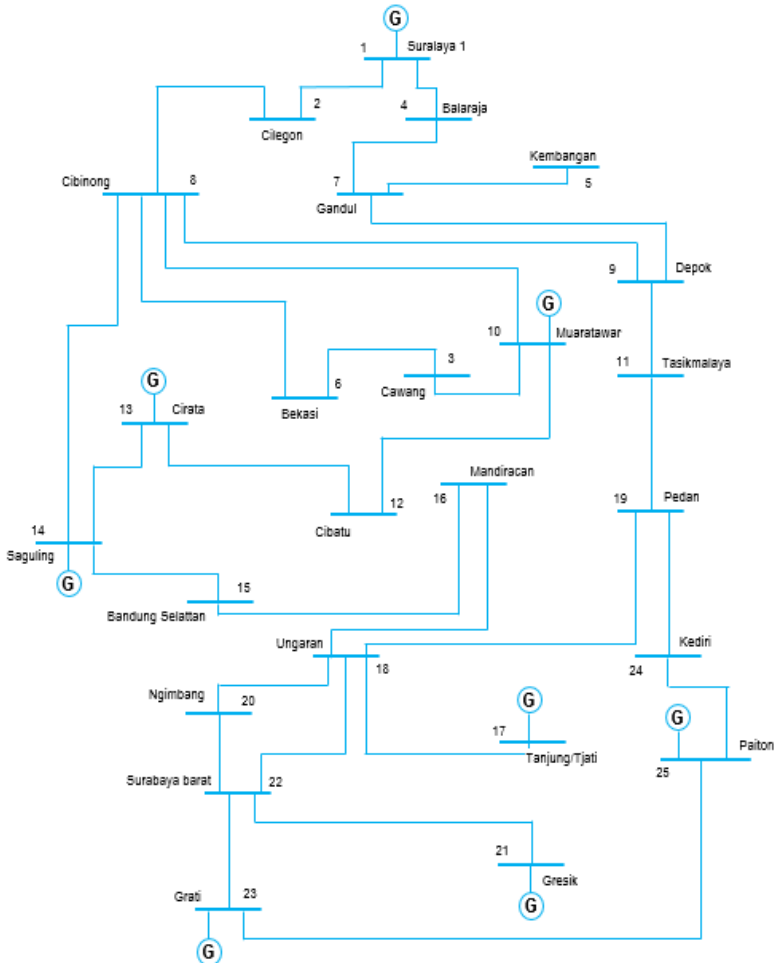 G
1 Suralaya 1
2
4 Balaraja
Cilegon
Kembangan
5
Cibinong 8
7
Gandul
9 Depok
G
10 Muaratawar
3
11 Tasikmalaya
6
Cawang
G
13 Cirata
Bekasi
Mandiracan
16
12
Cibatu
19 Pedan
14
Saguling
G
15
Bandung Selattan
Ungaran
18
Kediri
24
Ngimbang
20
G
17
Tanjung/Tjati
G
Paiton
25
Surabaya barat 22
21
Gresik
G
Grati 23
G